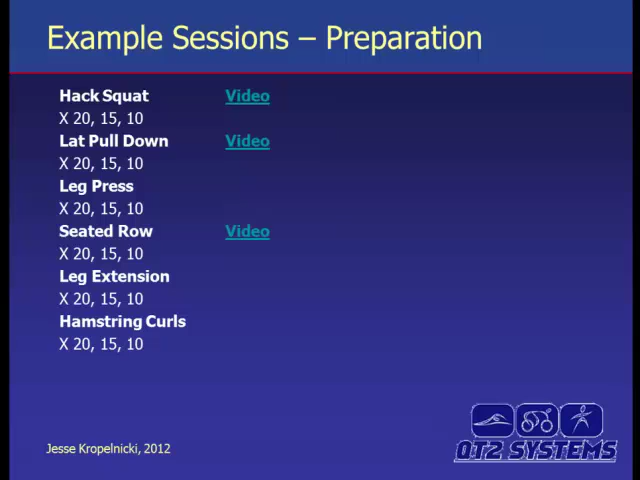 Example Sessions – Preparation
Hack Squat Video
X 20, 15, 10
Lat Pull Down Video
X 20, 15, 10
Leg Press
X 20, 15, 10
Seated Row Video
X 20, 15, 10
Leg Extension
X 20, 15, 10
Hamstring Curls
X 20, 15, 10
Jesse Kropelnicki, 2012
QT2 SYSTEMS